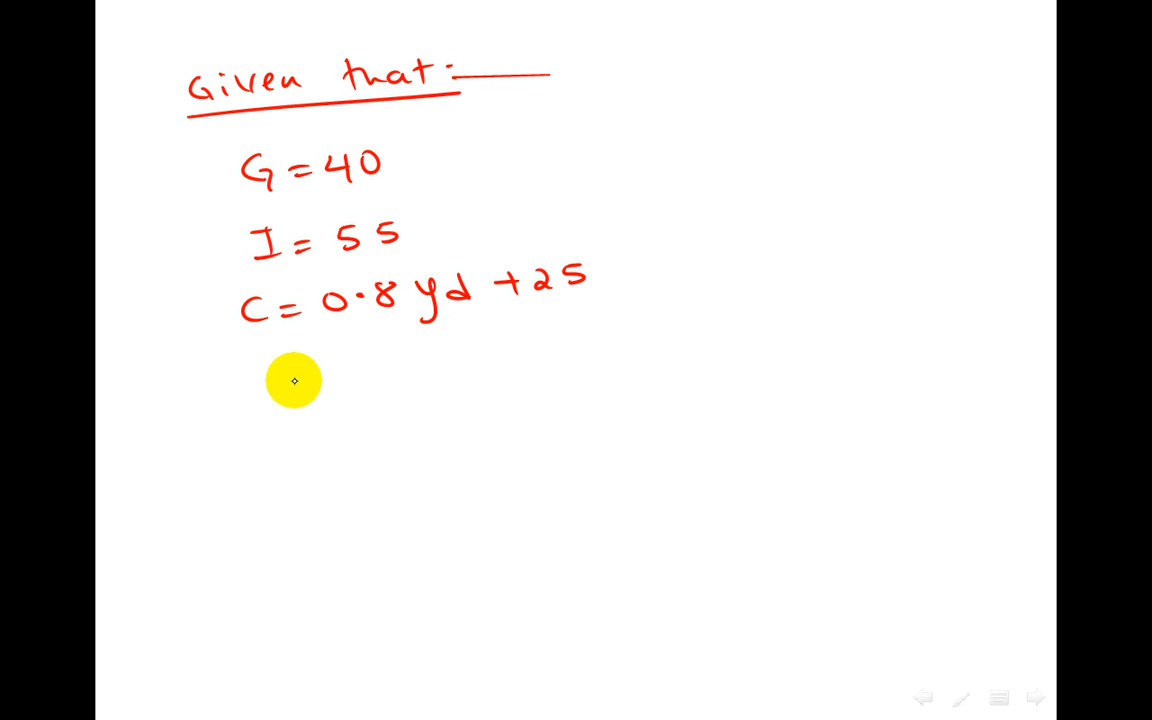 Given that:—
G = 40
I = 55
C = 0.8 yd + 25